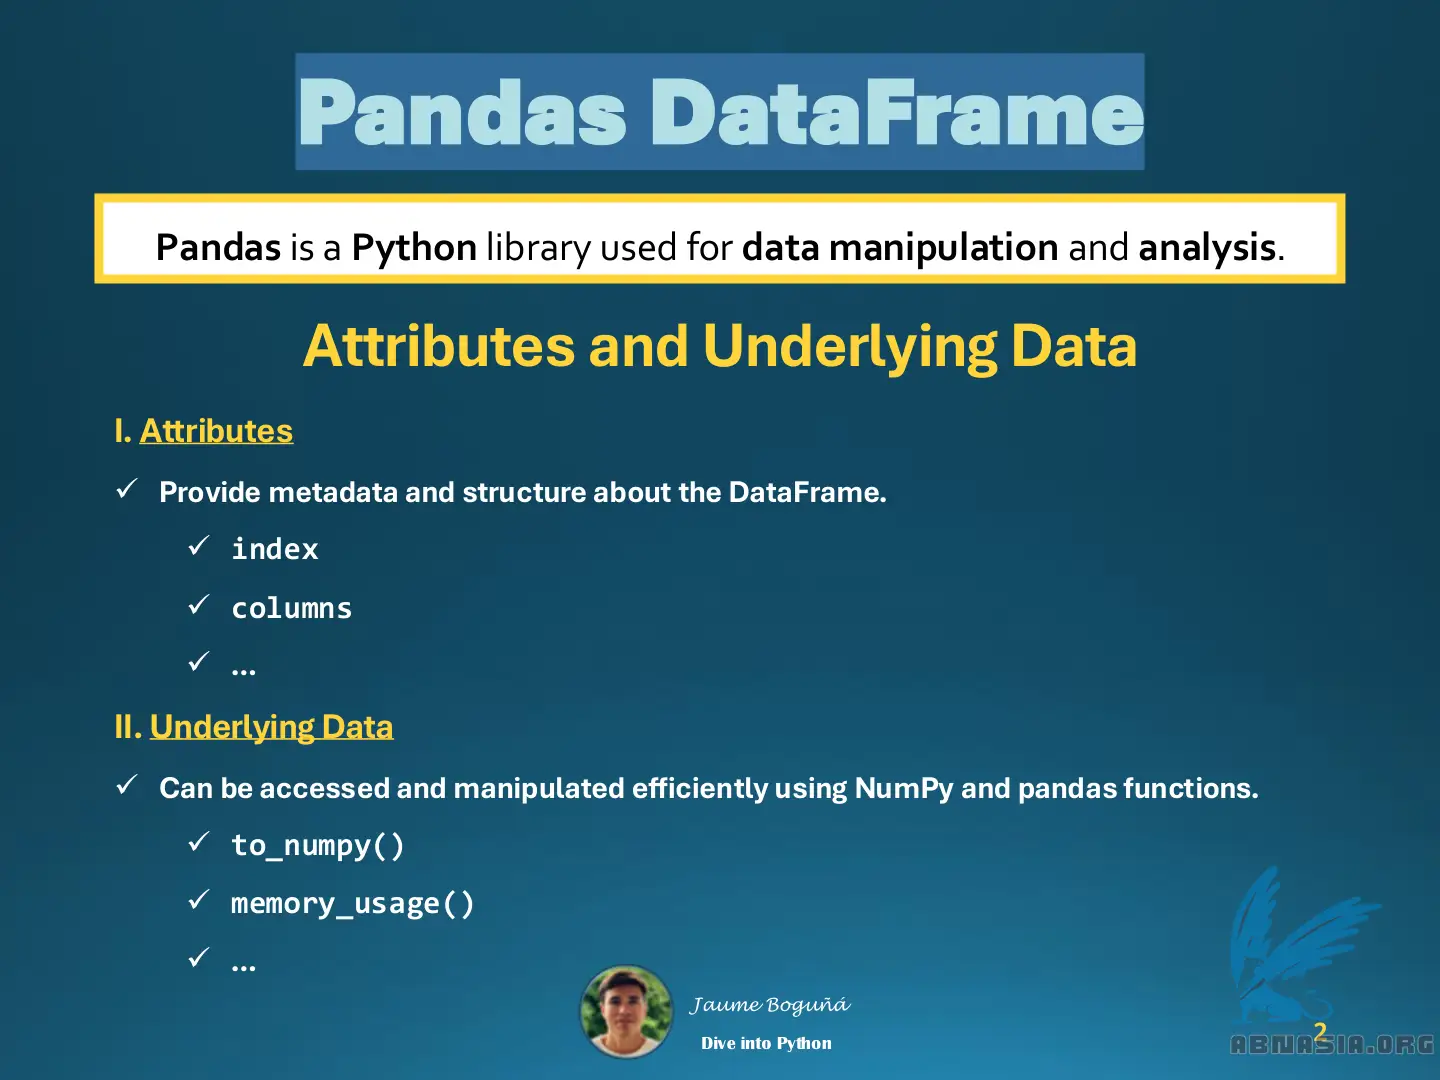 Pandas DataFrame
Pandas is a Python library used for data manipulation and analysis.
Attributes and Underlying Data
I. Attributes
✓ Provide metadata and structure about the DataFrame.
✓ index
✓ columns
✓ ...
II. Underlying Data
✓ Can be accessed and manipulated efficiently using NumPy and pandas functions.
✓ to_numpy()
✓ memory_usage()
✓ ...
Jaume Boguñá
Dive into Python
2
ABNASIA.ORG